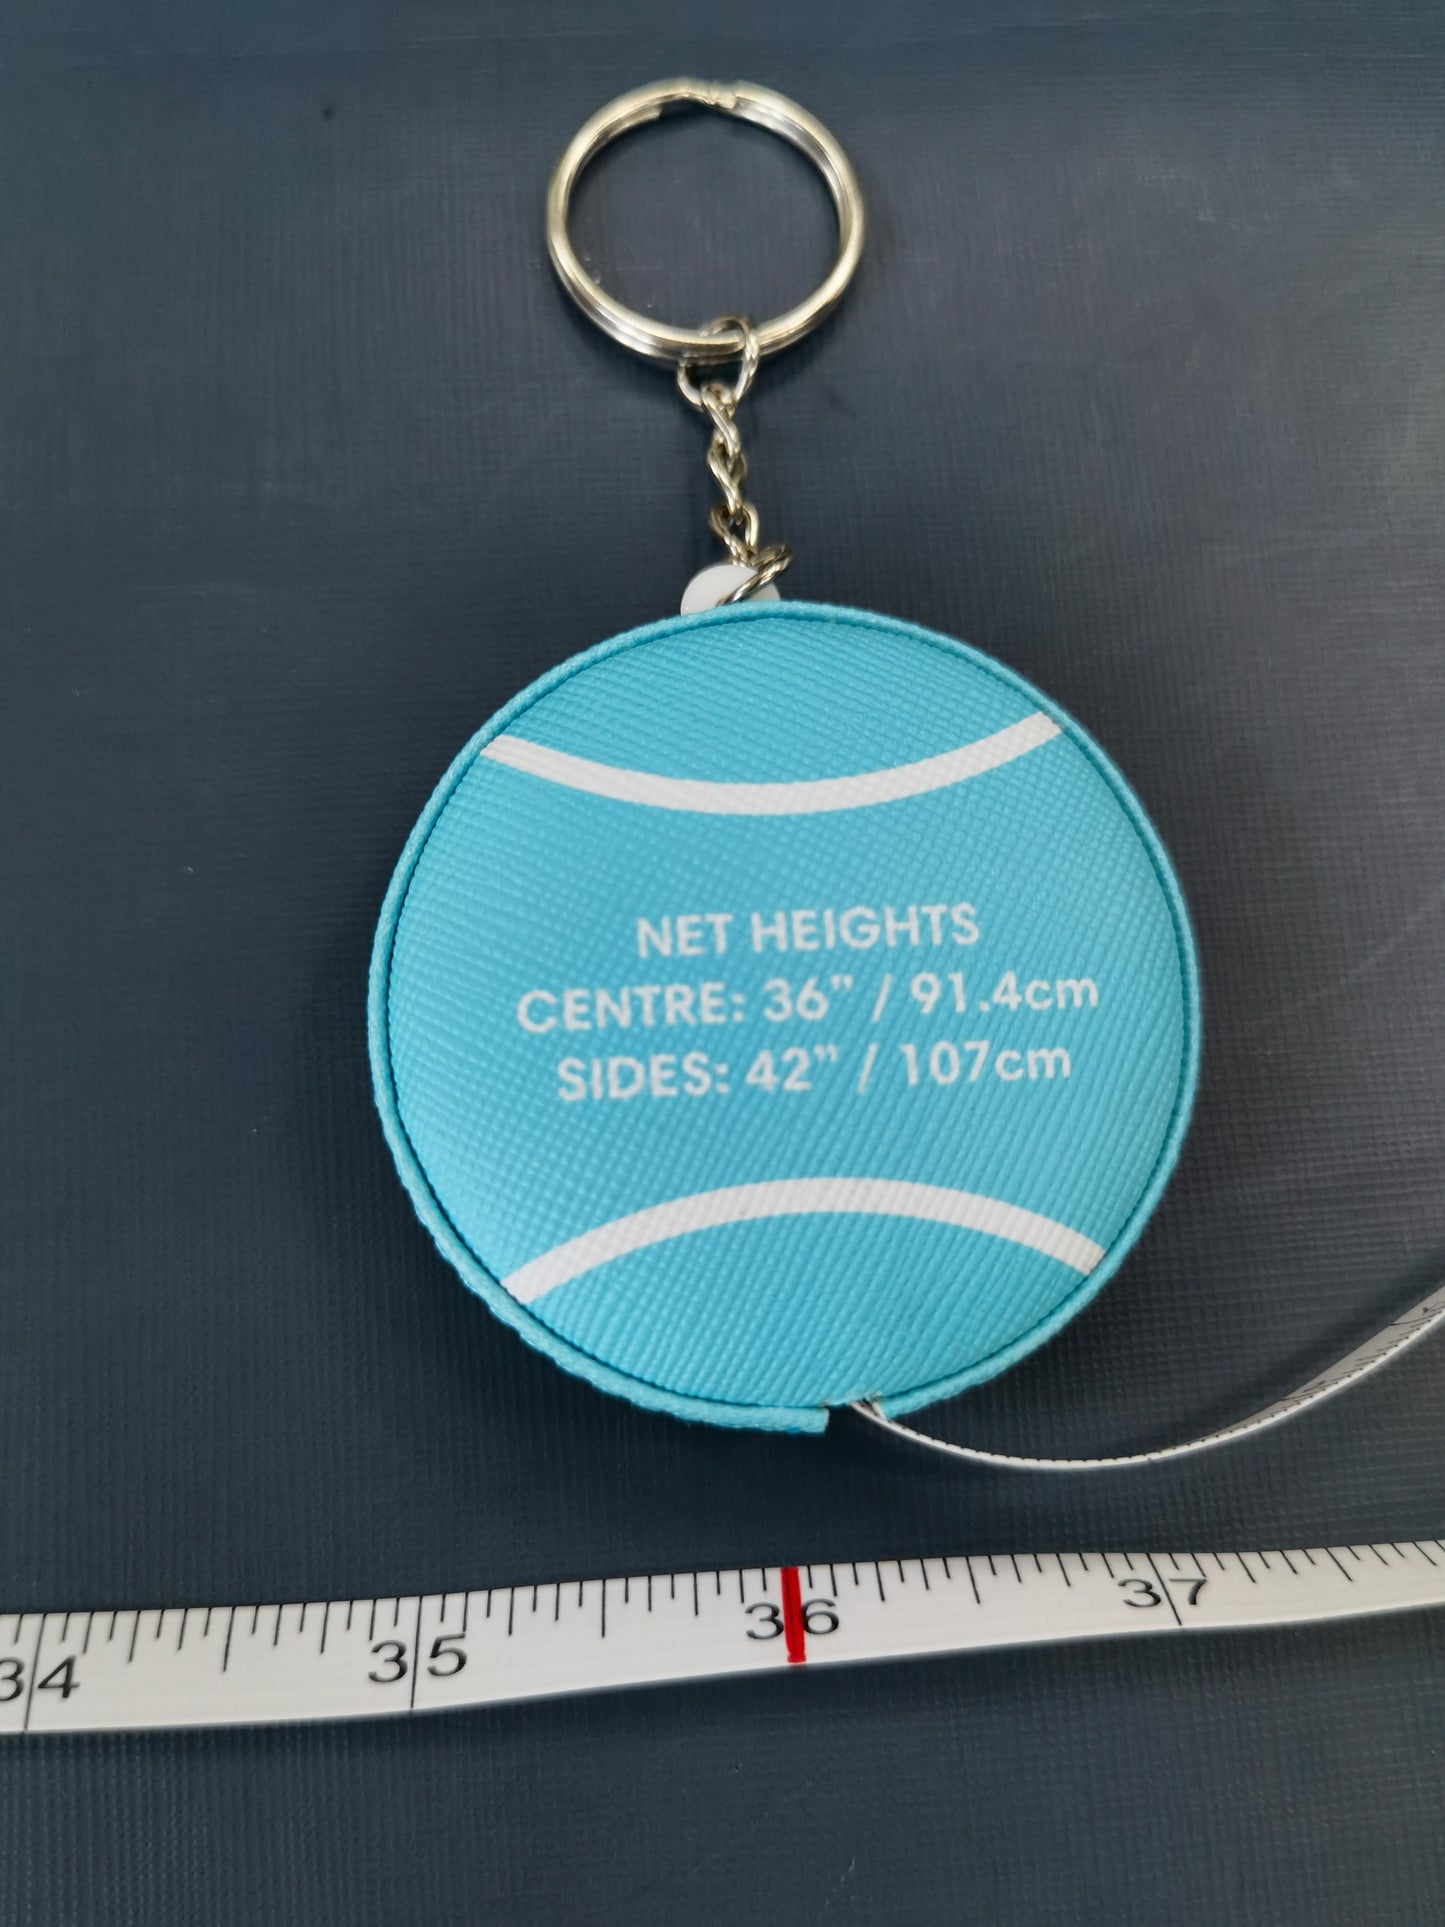 NET HEIGHTS
CENTRE: 36” / 91.4cm
SIDES: 42” / 107cm
34 35 36 37